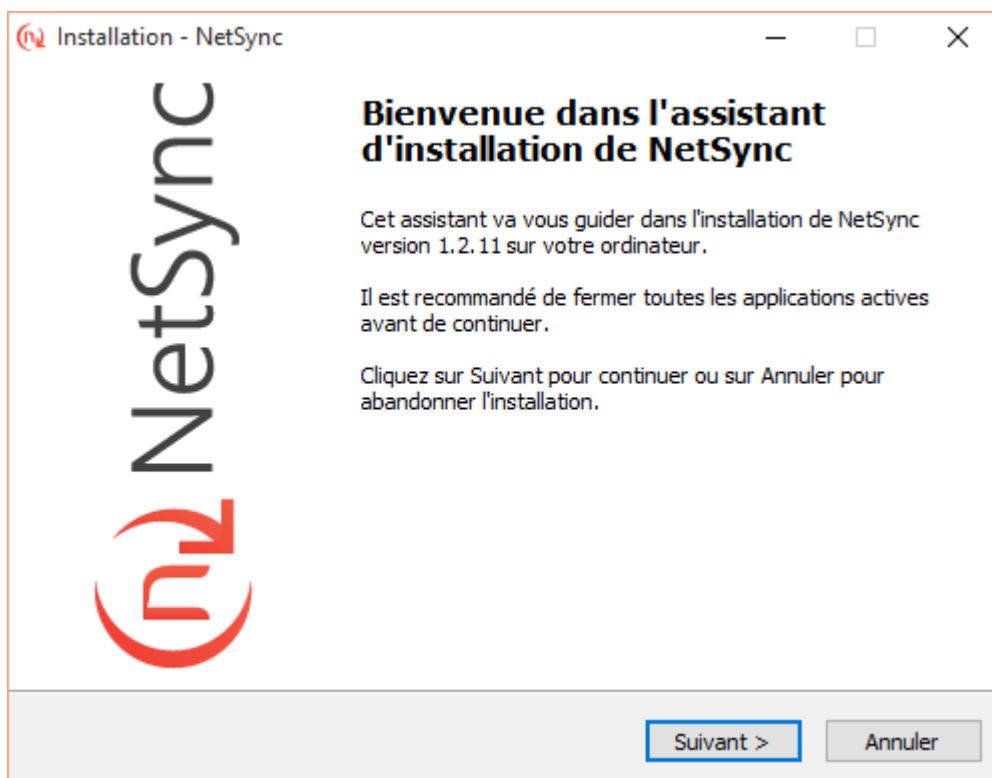 Installation - NetSync
NetSync
Bienvenue dans l'assistant
d'installation de NetSync
Cet assistant va vous guider dans l'installation de NetSync
version 1.2.11 sur votre ordinateur.
Il est recommandé de fermer toutes les applications actives
avant de continuer.
Cliquez sur Suivant pour continuer ou sur Annuler pour
abandonner l'installation.
Suivant >
Annuler